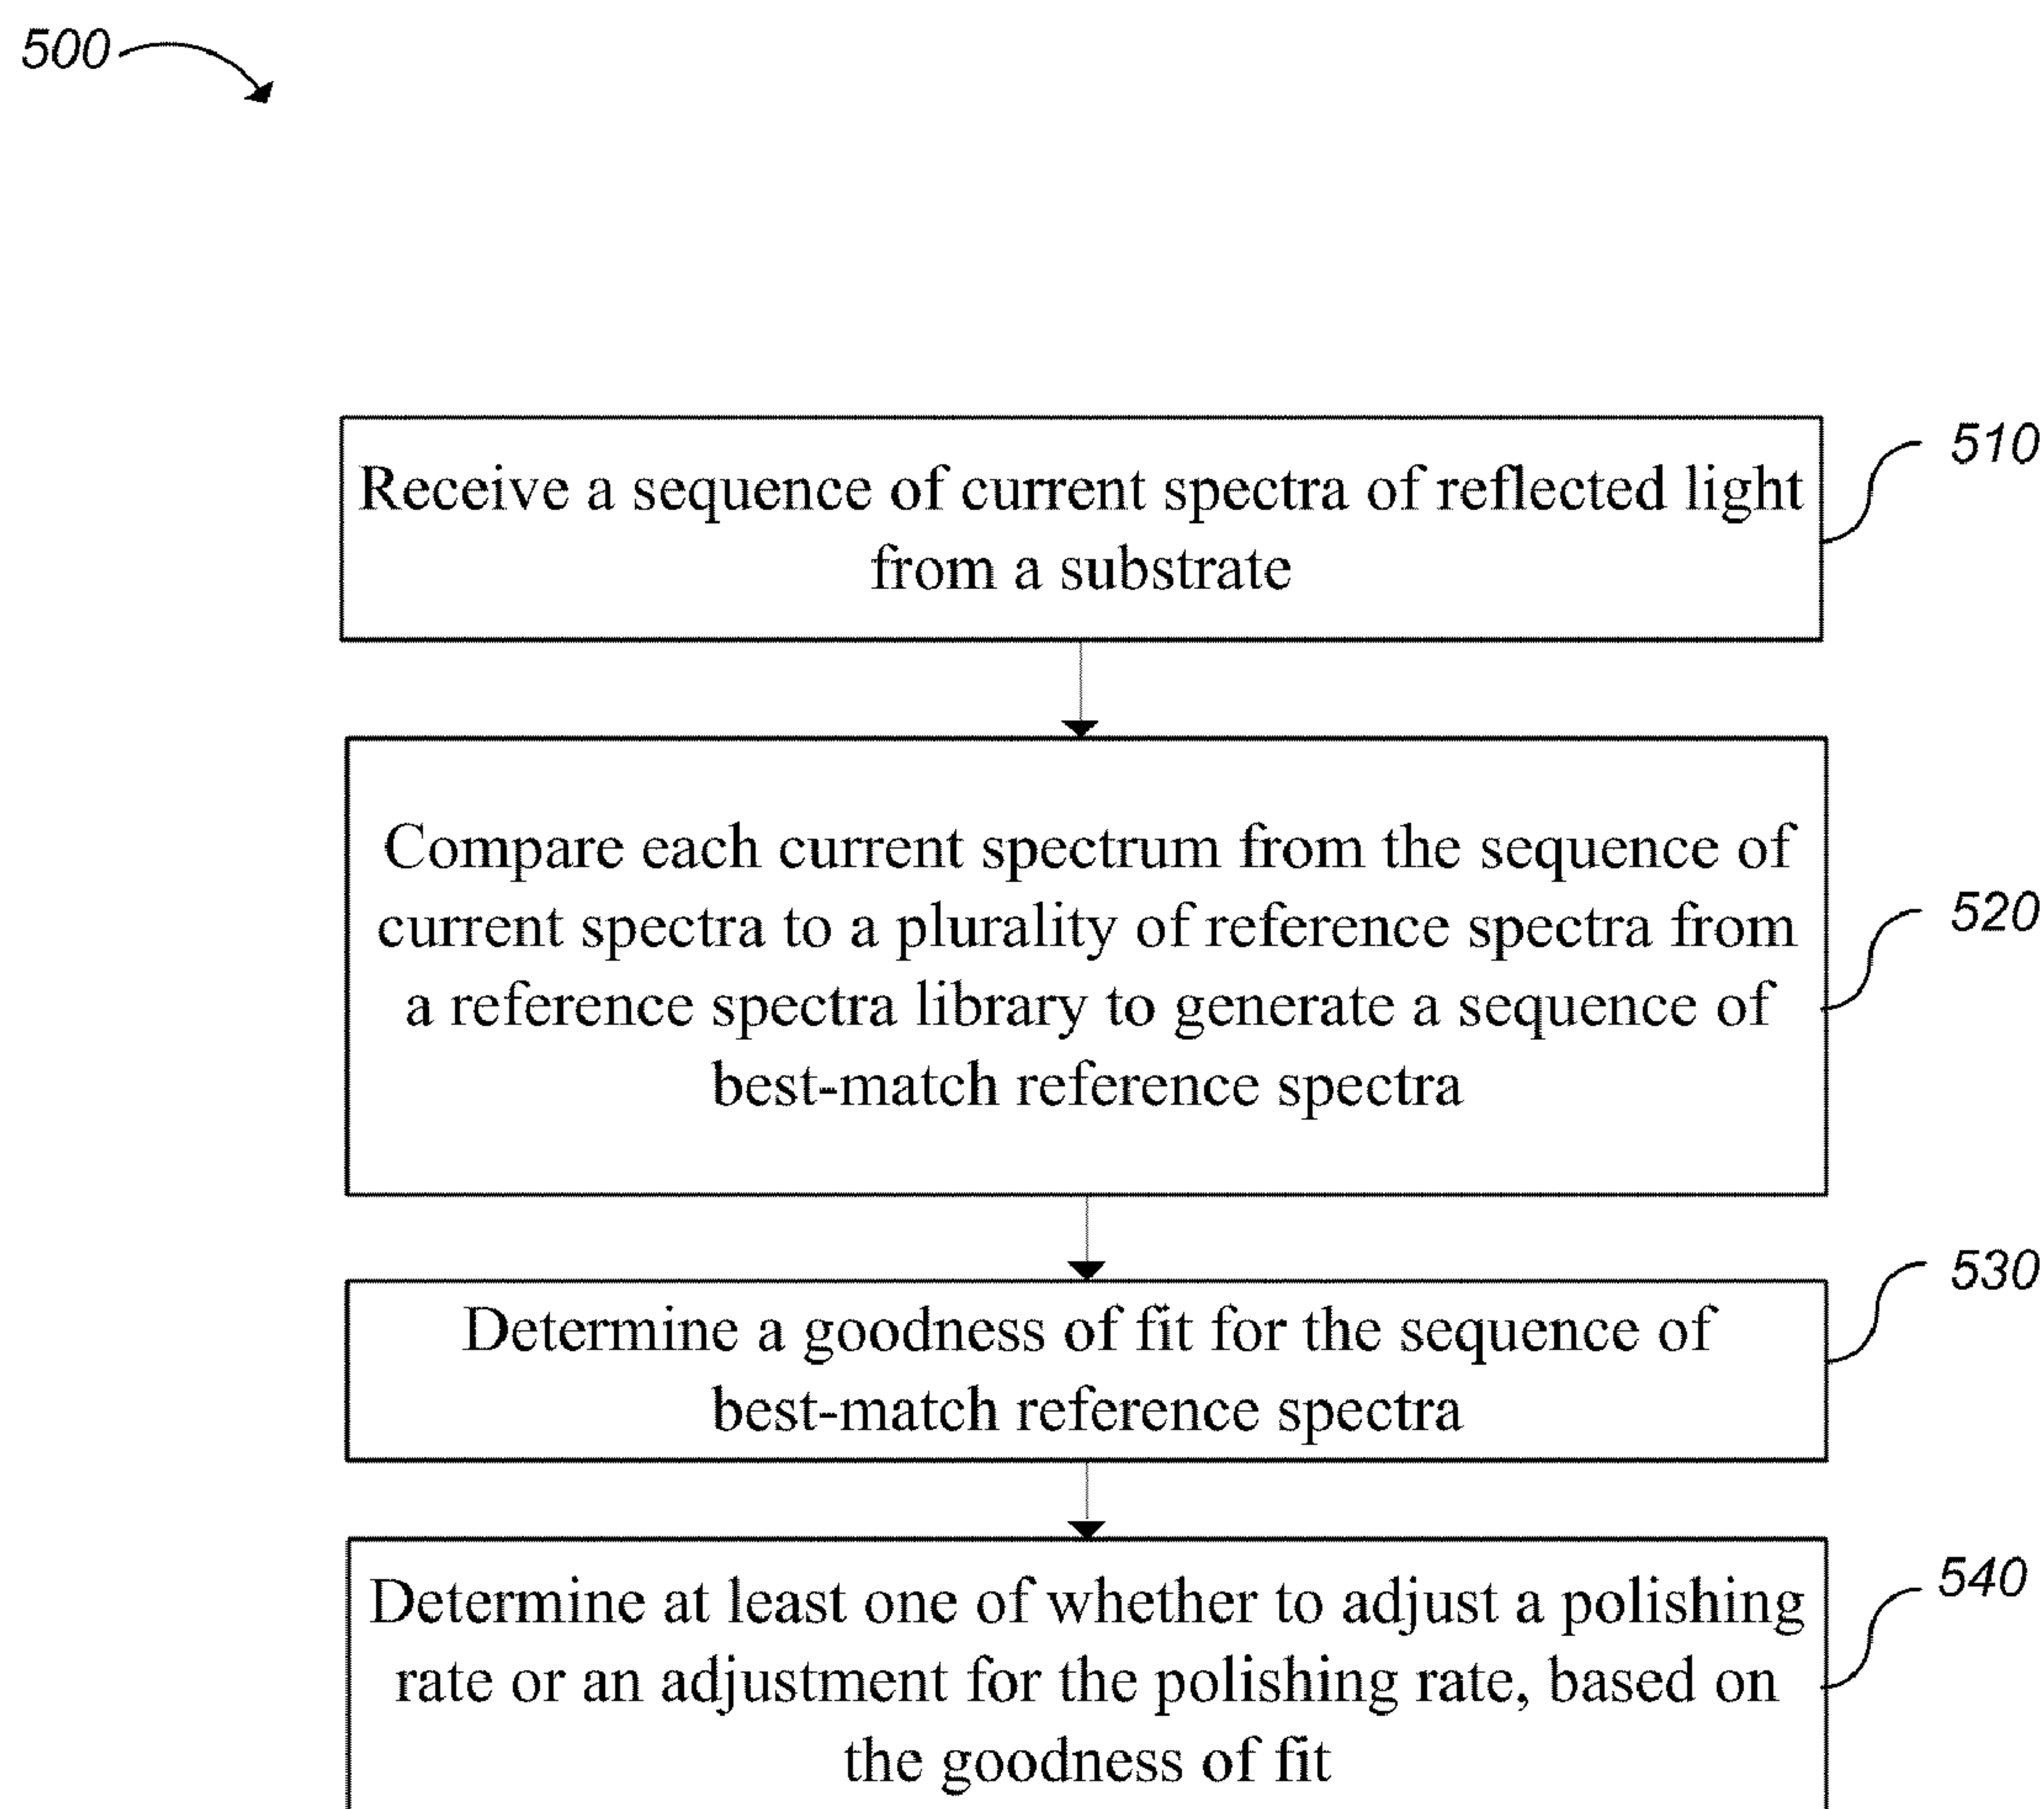 500
Receive a sequence of current spectra of reflected light
from a substrate
510
Compare each current spectrum from the sequence of
current spectra to a plurality of reference spectra from
a reference spectra library to generate a sequence of
best-match reference spectra
520
Determine a goodness of fit for the sequence of
best-match reference spectra
530
Determine at least one of whether to adjust a polishing
rate or an adjustment for the polishing rate, based on
the goodness of fit
540